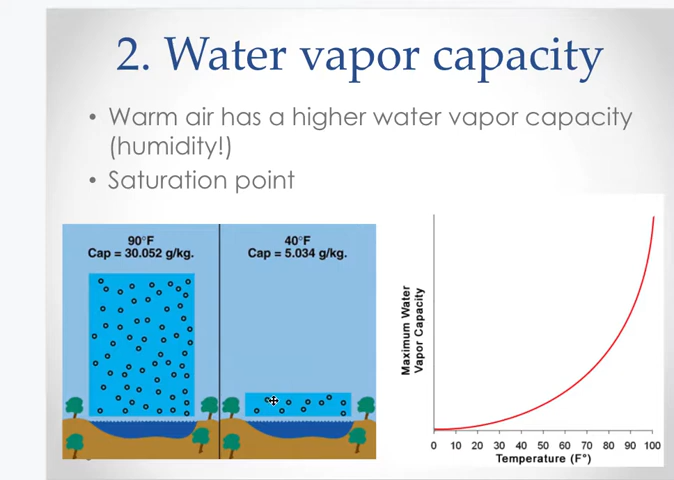 2. Water vapor capacity
• Warm air has a higher water vapor capacity
(humidity!)
• Saturation point
90°F
Cap = 30.052 g/kg.
40°F
Cap = 5.034 g/kg.
Maximum Water
Vapor Capacity
0 10 20 30 40 50 60 70 80 90 100
Temperature (F°)